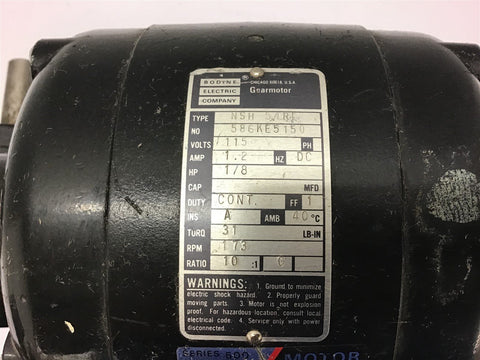 BODINE
ELECTRIC
COMPANY
® CHICAGO 60618, U.S.A.
Gearmotor
TYPE NSH
NO 586KE5150
VOLTS 115 PH
AMP 1.2 HZ DC
HP 1/8
CAP MFD
DUTY CONT. FF 1
INS A AMB 40 °C
TORQ 31 LB-IN
RPM 173
RATIO 10 :1 C
WARNINGS: 1. Ground to minimize
electric shock hazard. 2. Properly guard
moving parts. 3. Motor is not explosion
proof. For hazardous location, consult local
electrical code. 4. Service only with power
disconnected.
SERIES 500 MOTOR